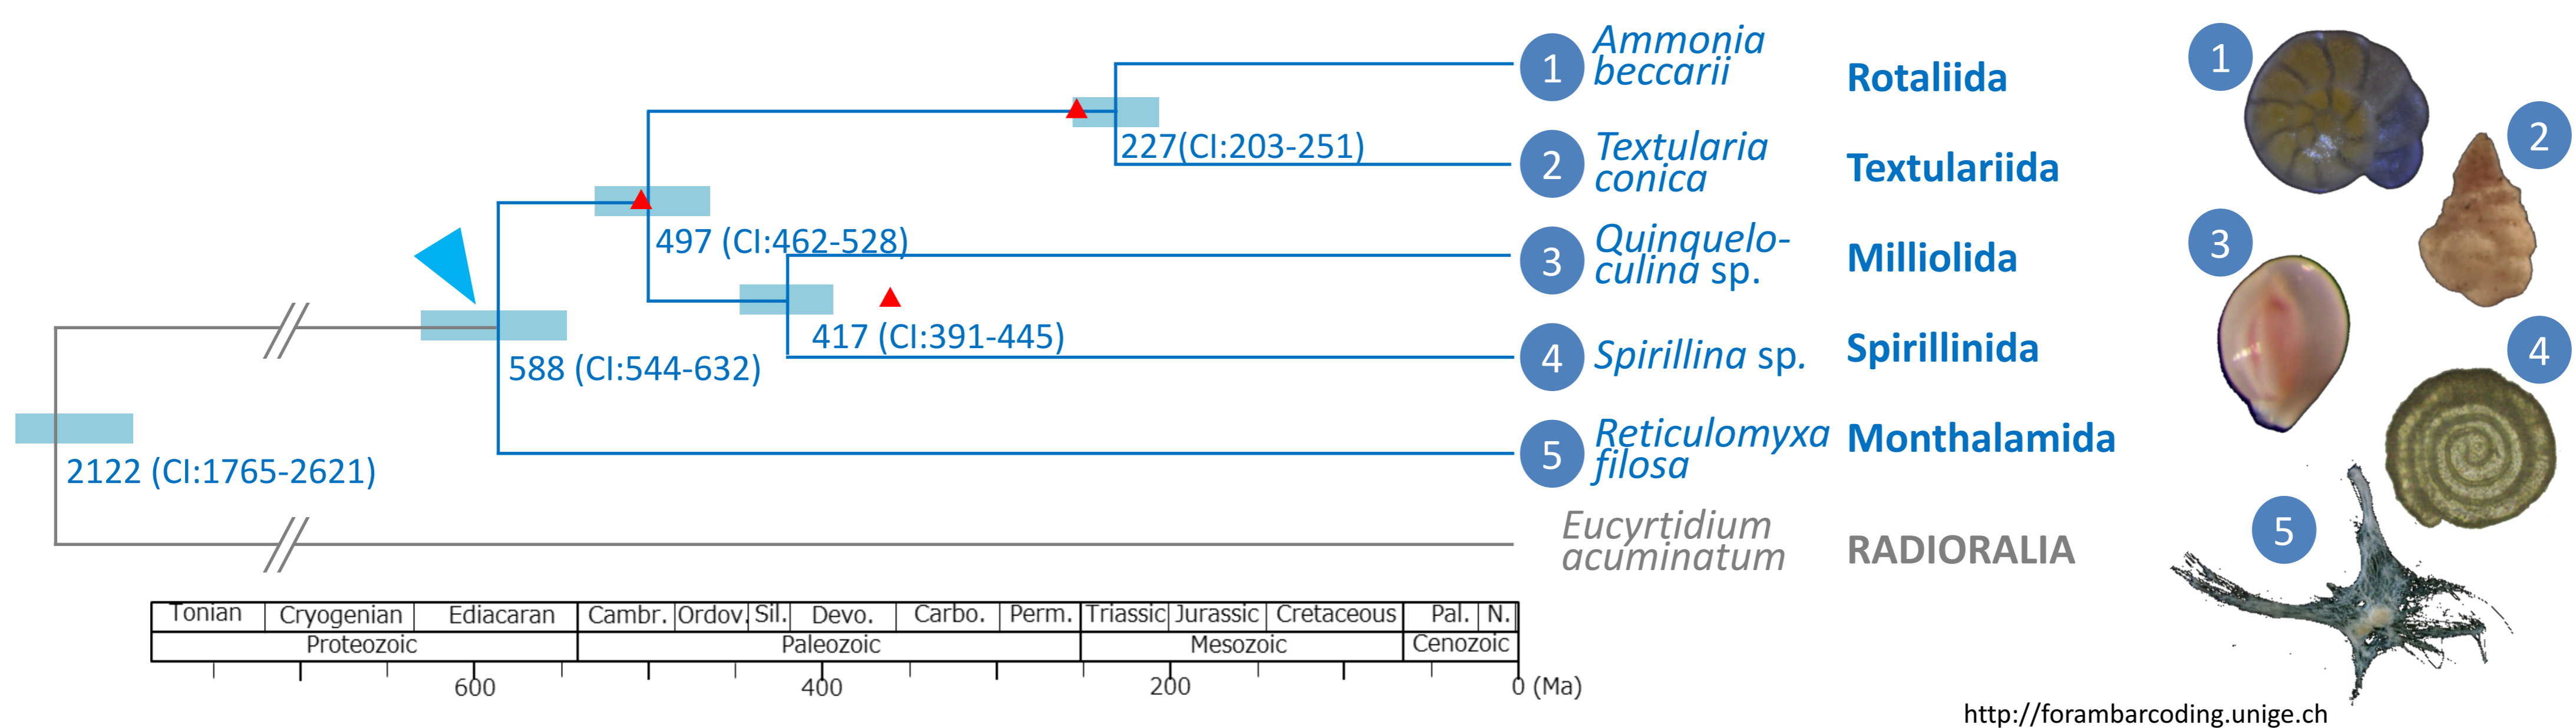 1
Ammonia
beccarii
Rotaliida
227(CI:203-251)
2
Textularia
conica
Textulariida
497 (CI:462-528)
3
Quinquelo-
culina sp.
Milliolida
417 (CI:391-445)
4
Spirillina sp.
Spirillinida
588 (CI:544-632)
5
Reticulomyxa
filosa
Monthalamida
2122 (CI:1765-2621)
Eucyrtidium
acuminatum
RADIORALIA
1
2
3
4
5
Tonian Cryogenian Ediacaran Cambr. Ordov. Sil. Devo. Carbo. Perm. Triassic Jurassic Cretaceous Pal. N.
Proteozoic Paleozoic Mesozoic Cenozoic
600 400 200 0 (Ma)
http://forambarcoding.unige.ch